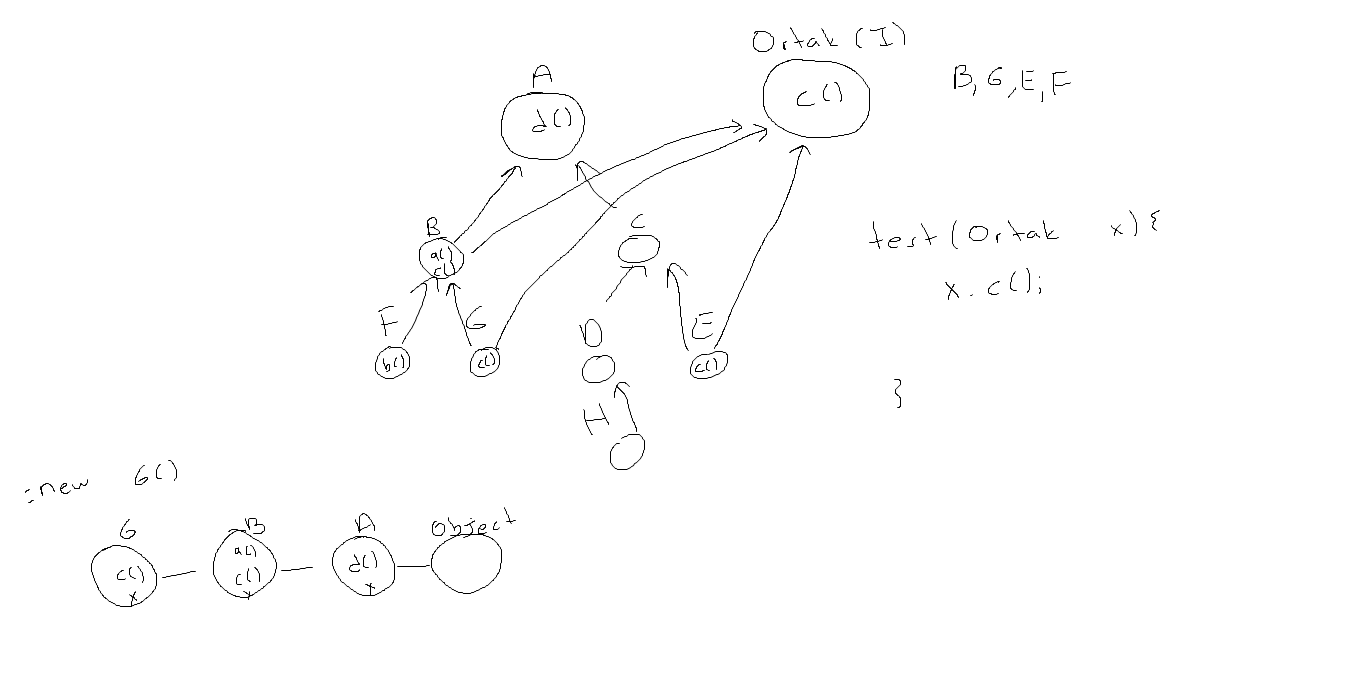 Ortak (I)
A
c()
B, G, E, F
d()
B
C
test(Ortak x) {
a()
c()
x.c();
F
G
D
E
b()
c()
c()
}
H
=new G()
G
B
A
Object
a()
c()
c()
d()
x
x
x